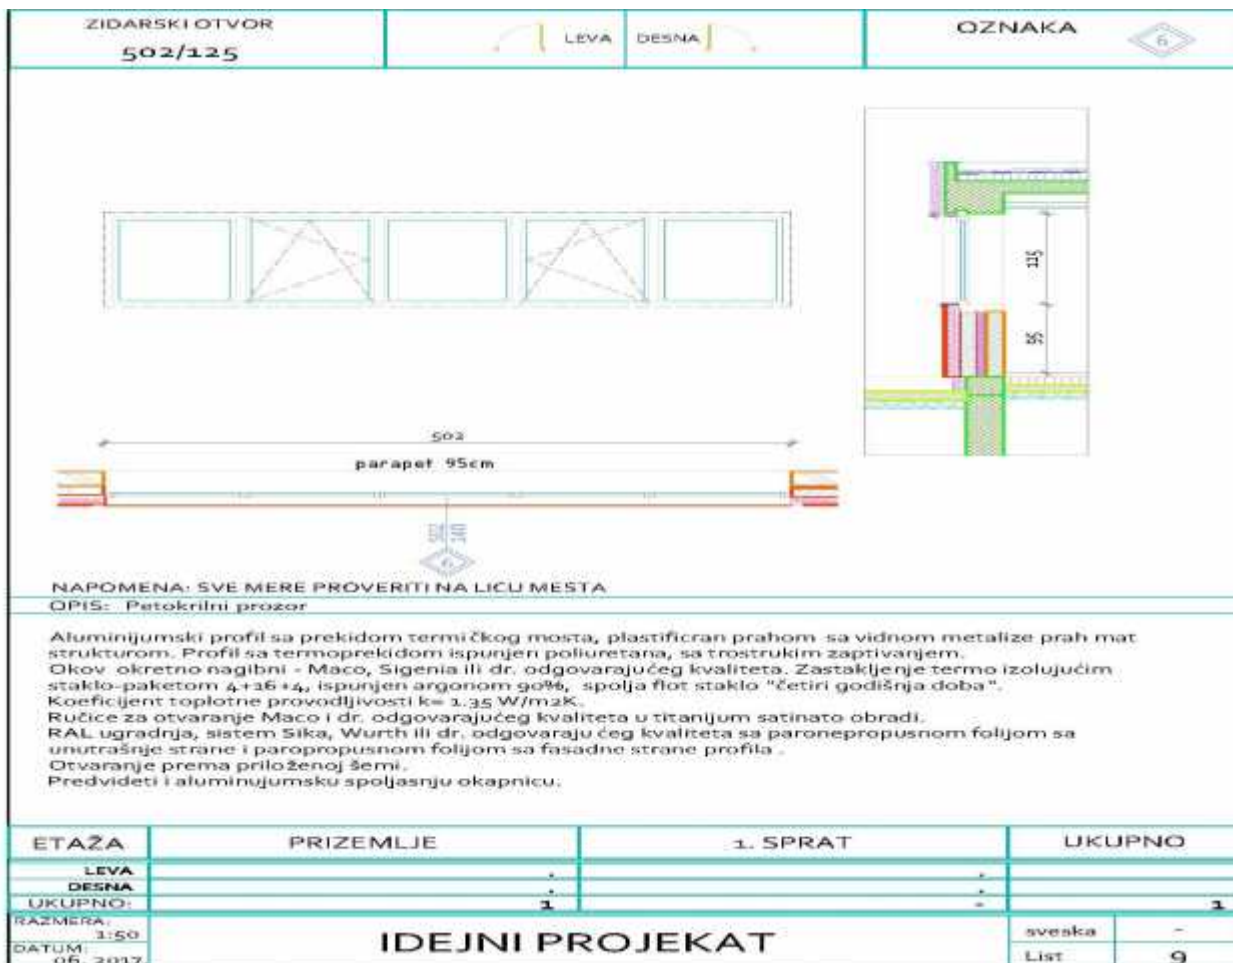 ZIDARSKI OTVOR
502/125
LEVA
DESNA
OZNAKA
6
115
95
502
parapet 95cm
502
140
6
NAPOMENA: SVE MERE PROVERITI NA LICU MESTA
OPIS: Petokrilni prozor
Aluminijumski profil sa prekidom termičkog mosta, plastificran prahom sa vidnom metalize prah mat
strukturom. Profil sa termoprekidom ispunjen poliuretana, sa trostrukim zaptivanjem.
Okov okretno nagibni - Maco, Sigenia ili dr. odgovarajućeg kvaliteta. Zastakljenje termo izolujućim
staklo-paketom 4+16+4, ispunjen argonom 90%, spolja flot staklo "četiri godišnja doba".
Koeficijent toplotne provodljivosti k= 1.35 W/m2K.
Ručice za otvaranje Maco i dr. odgovarajućeg kvaliteta u titanijum satinato obradi.
RAL ugradnja, sistem Sika, Wurth ili dr. odgovaraju ćeg kvaliteta sa paronepropusnom folijom sa
unutrašnje strane i paropropusnom folijom sa fasadne strane profila .
Otvaranje prema priloženoj šemi.
Predvideti i aluminujumsku spoljasnju okapnicu.
ETAŽA PRIZEMLJE 1. SPRAT UKUPNO
LEVA . .
DESNA . .
UKUPNO: 1 - 1
RAZMERA:
1:50
DATUM:
06. 2017
IDEJNI PROJEKAT
sveska -
List 9